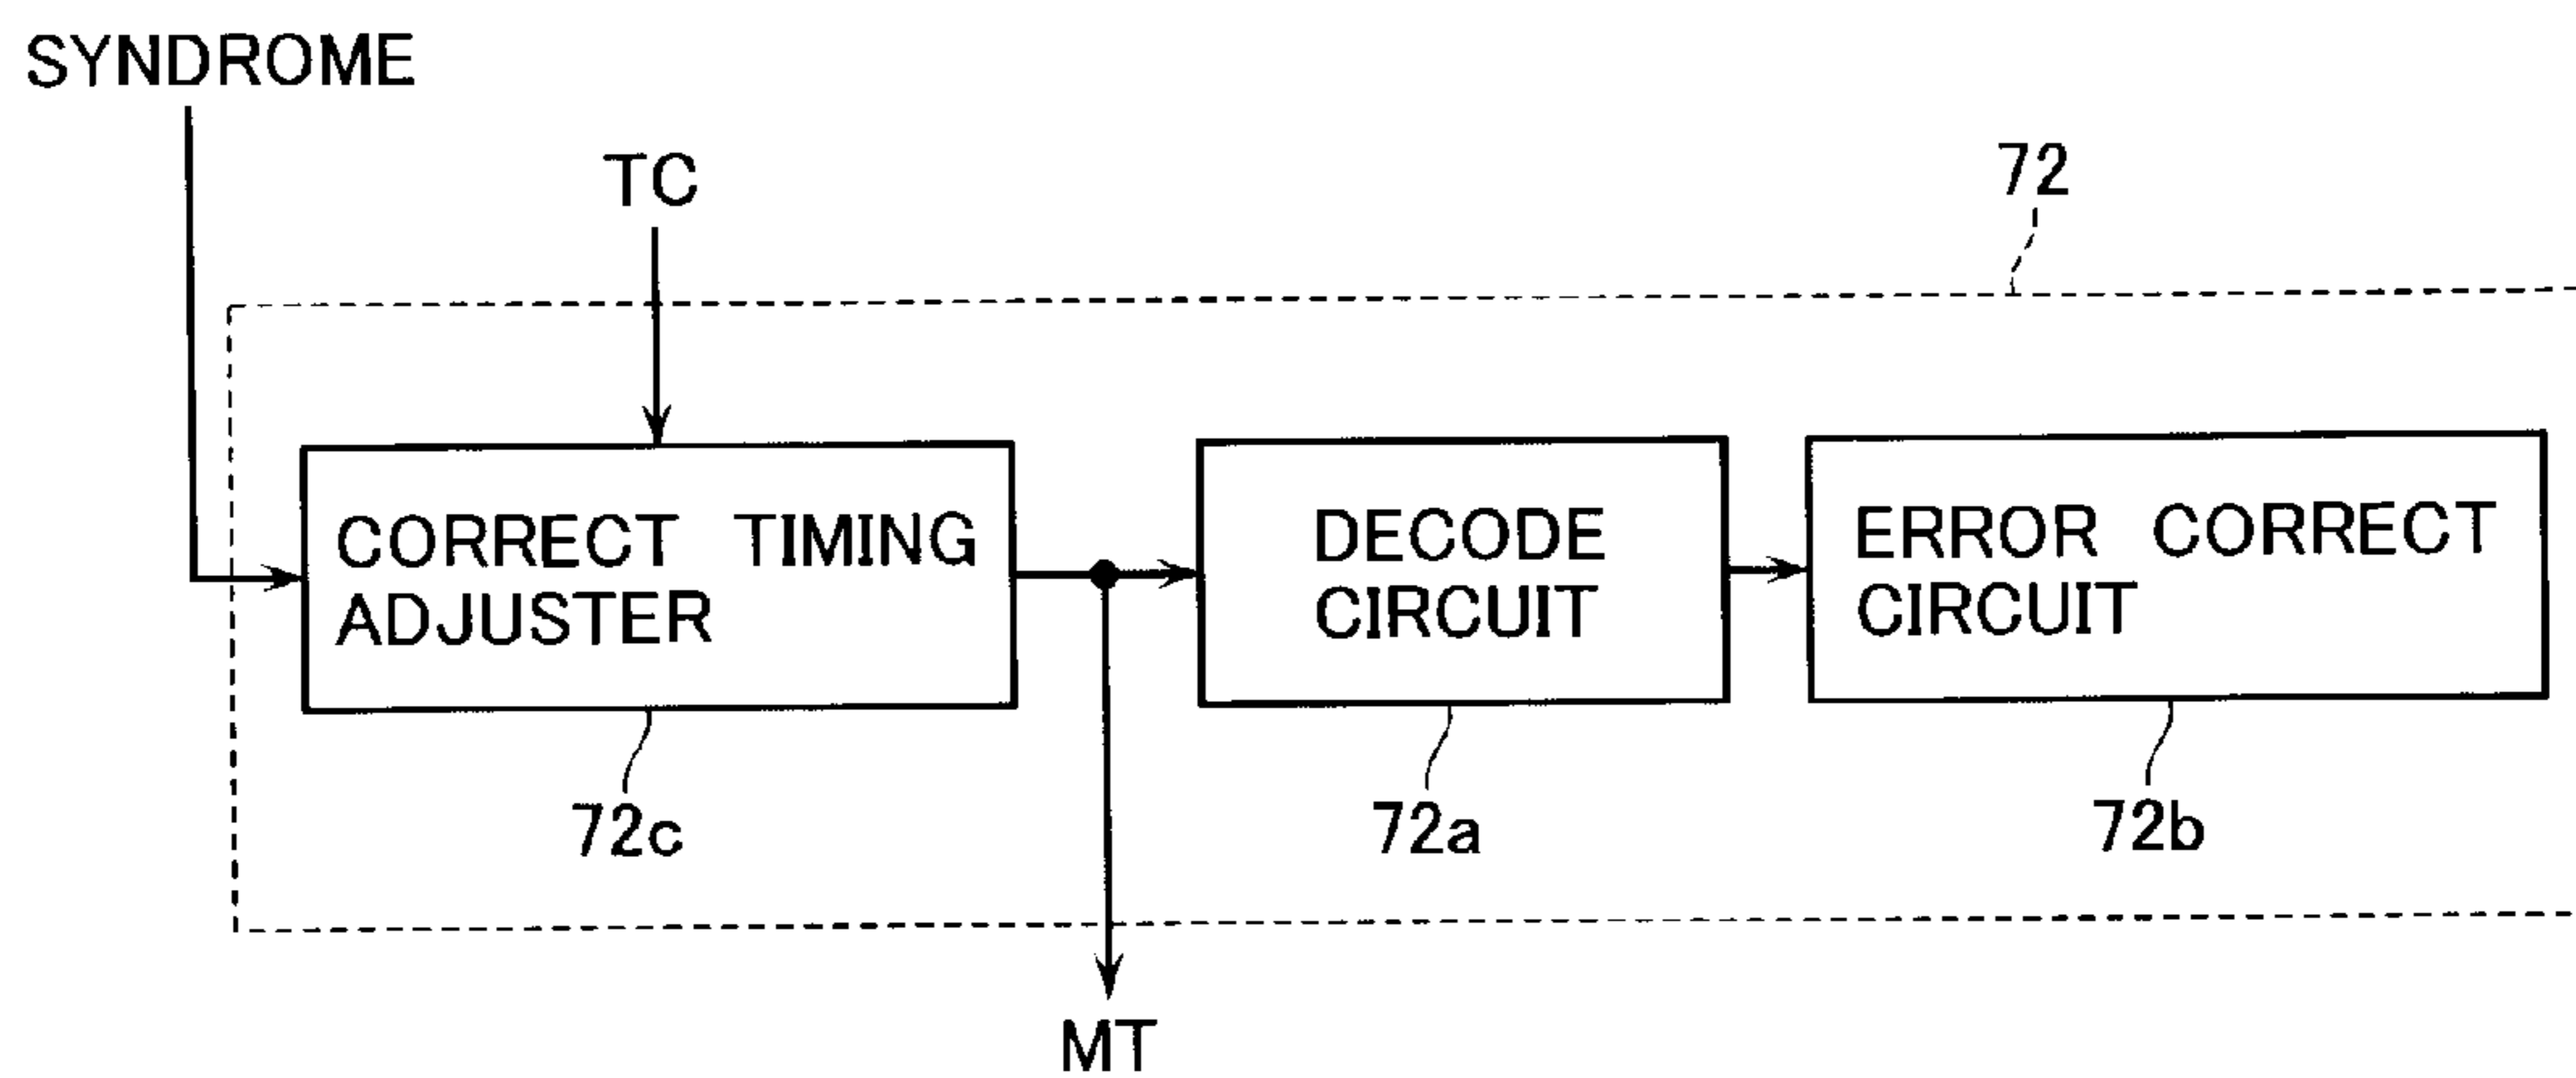 SYNDROME
TC
72
CORRECT TIMING
ADJUSTER
DECODE
CIRCUIT
ERROR CORRECT
CIRCUIT
72c
72a
72b
MT